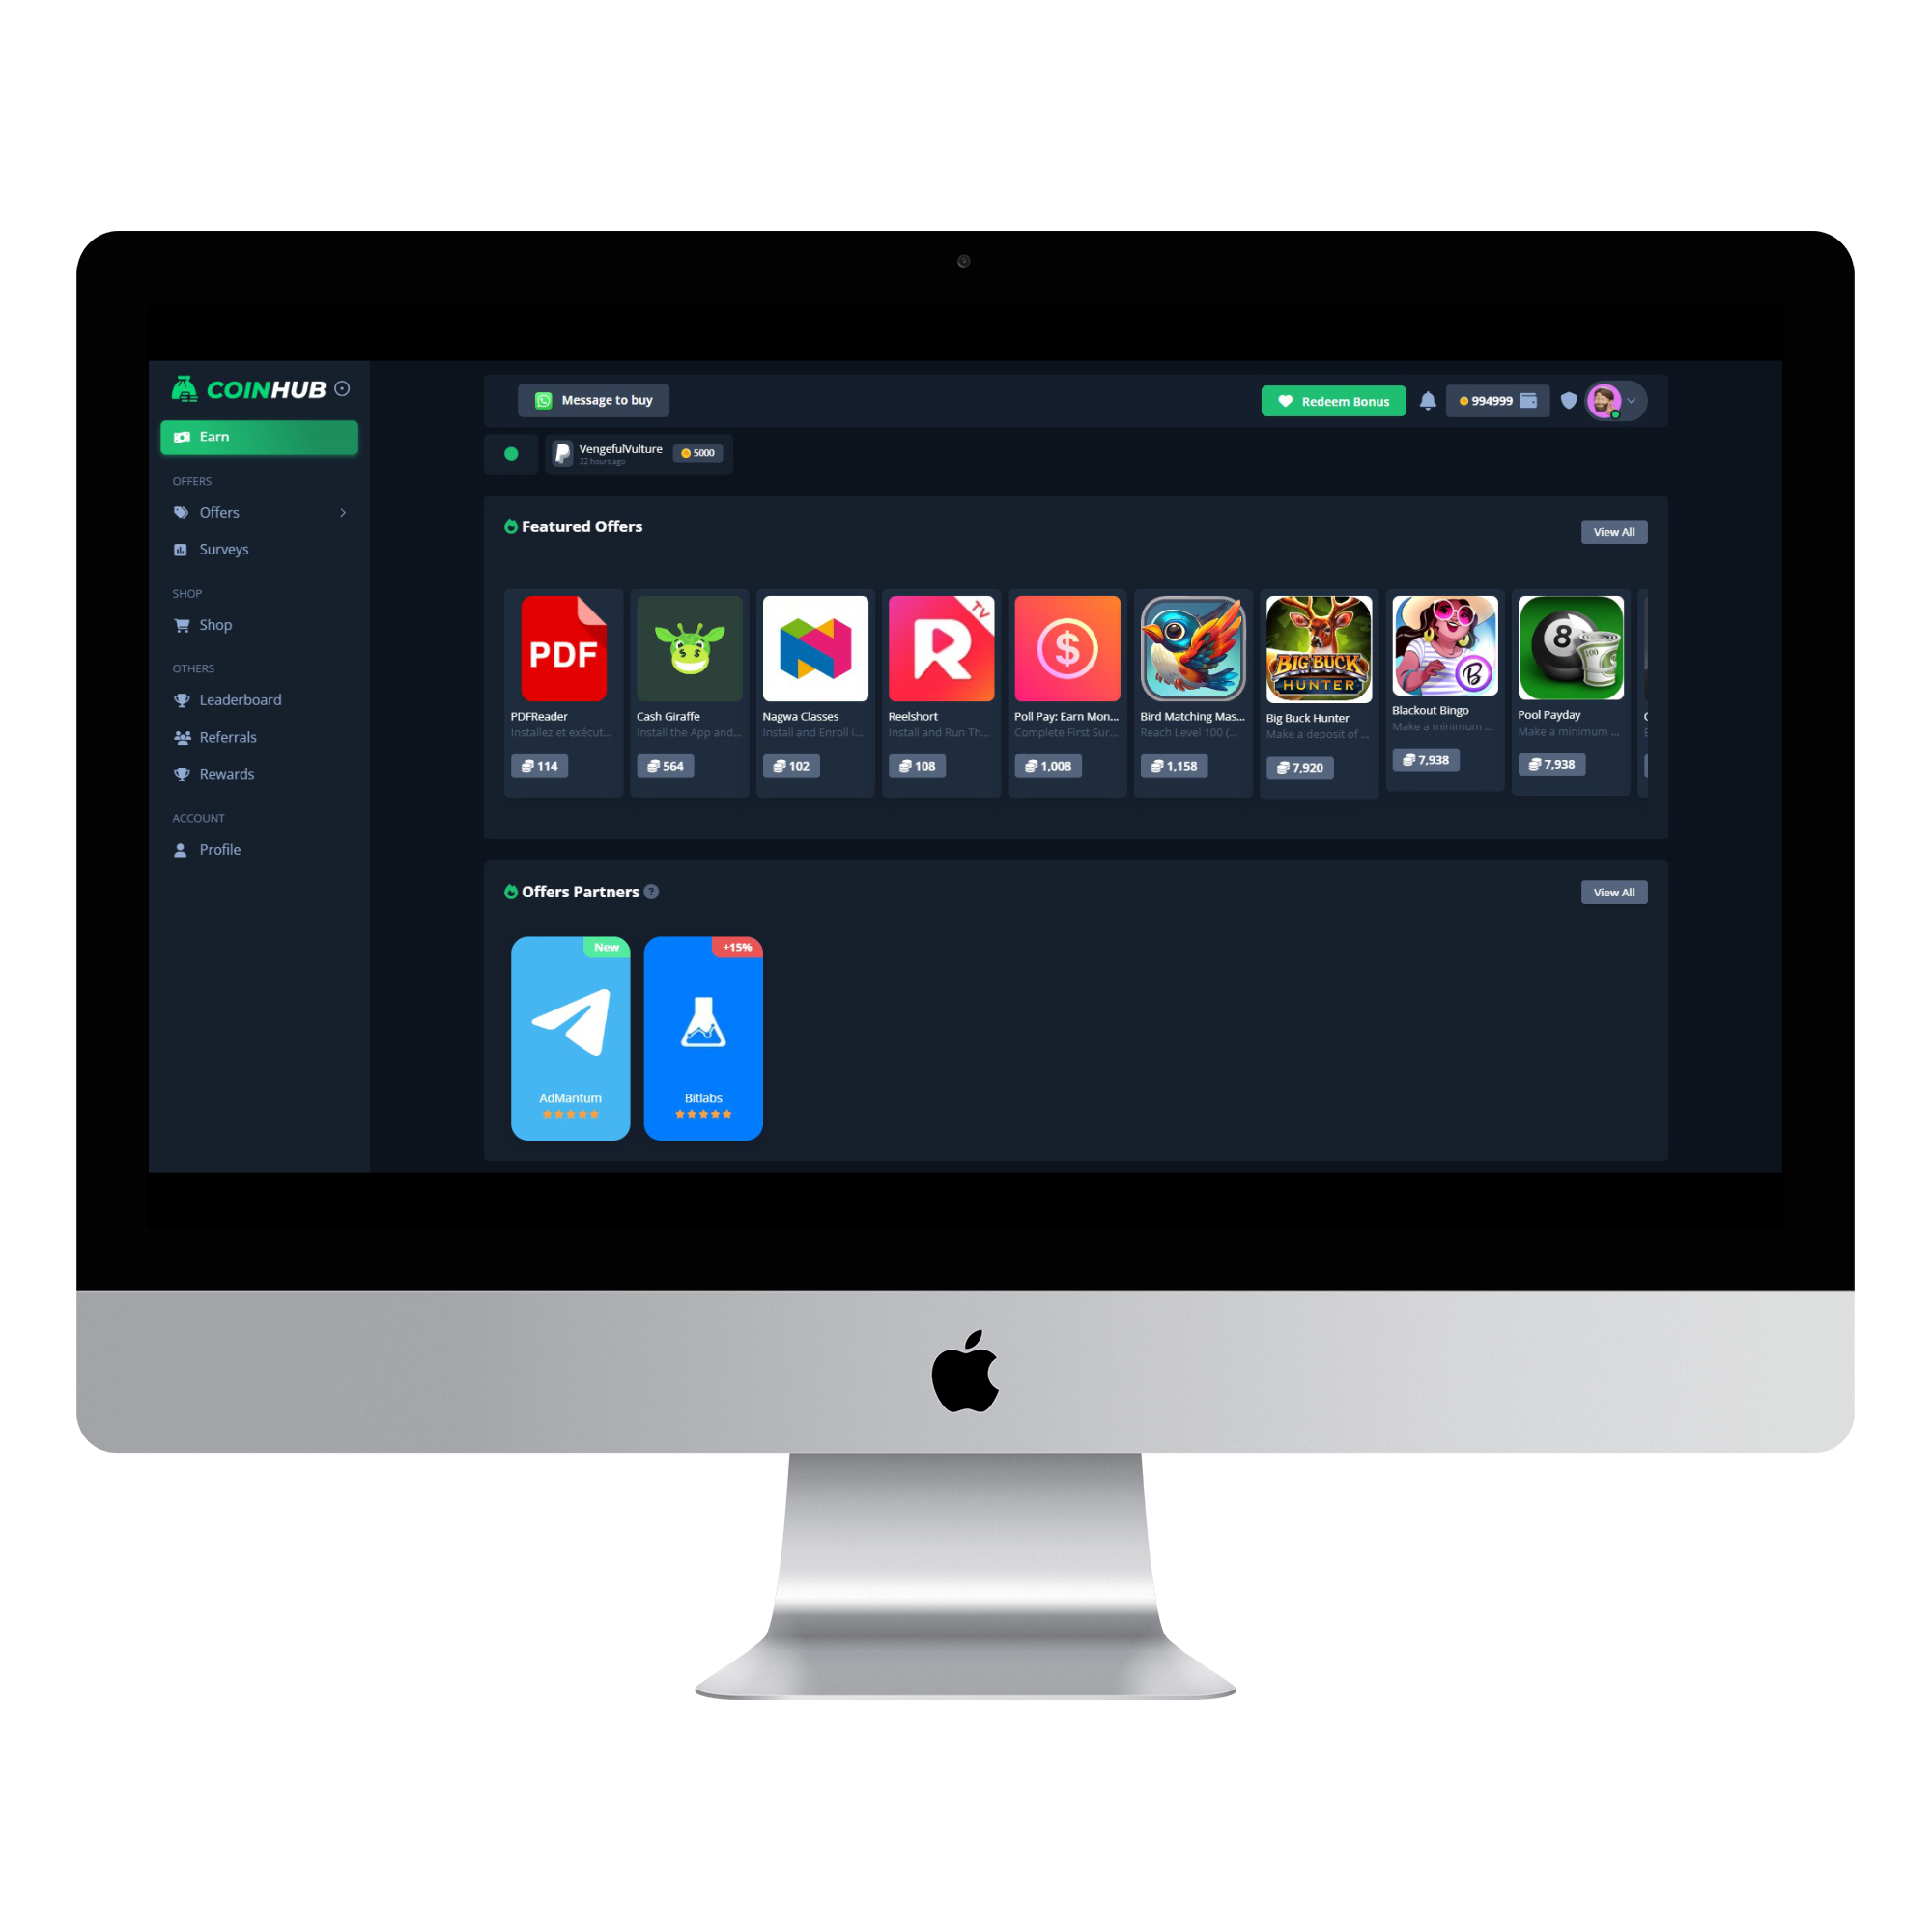 COINHUB
Message to buy
Redeem Bonus
994999
Earn
VengefulVulture
22 hours ago
5000
OFFERS
Offers
Surveys
SHOP
Shop
OTHERS
Leaderboard
Referrals
Rewards
ACCOUNT
Profile
Featured Offers
View All
PDF
PDFReader
Installez et exécut...
114
Cash Giraffe
Install the App and...
564
Nagwa Classes
Install and Enroll I...
102
R
TV
Reelshort
Install and Run Th...
108
$
Poll Pay: Earn Mon...
Complete First Sur...
1,008
Bird Matching Mas...
Reach Level 100 (...
1,158
BIG BUCK
HUNTER
Big Buck Hunter
Make a deposit of ...
7,920
B
Blackout Bingo
Make a minimum ...
7,938
8
100
Pool Payday
Make a minimum ...
7,938
Offers Partners ?
View All
New
AdMantum
+15%
Bitlabs